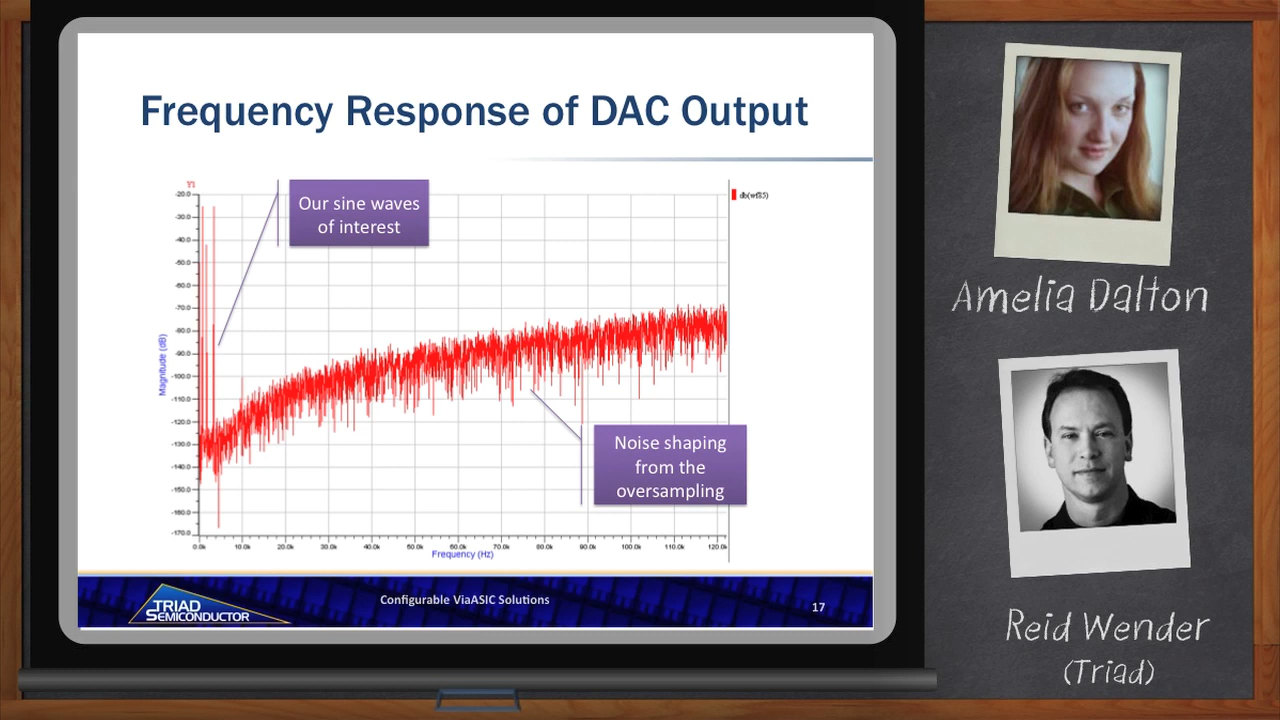 Frequency Response of DAC Output
Y1
-20.0
-30.0
-40.0
-50.0
-60.0
-70.0
-80.0
-90.0
-100.0
-110.0
-120.0
-130.0
-140.0
-150.0
-160.0
-170.0
Magnitude (dB)
0.0k 10.0k 20.0k 30.0k 40.0k 50.0k 60.0k 70.0k 80.0k 90.0k 100.0k 110.0k 120.0k
Frequency (Hz)
Our sine waves
of interest
Noise shaping
from the
oversampling
TRIAD
SEMICONDUCTOR
Configurable ViaASIC Solutions
17
Amelia Dalton
Reid Wender
(Triad)